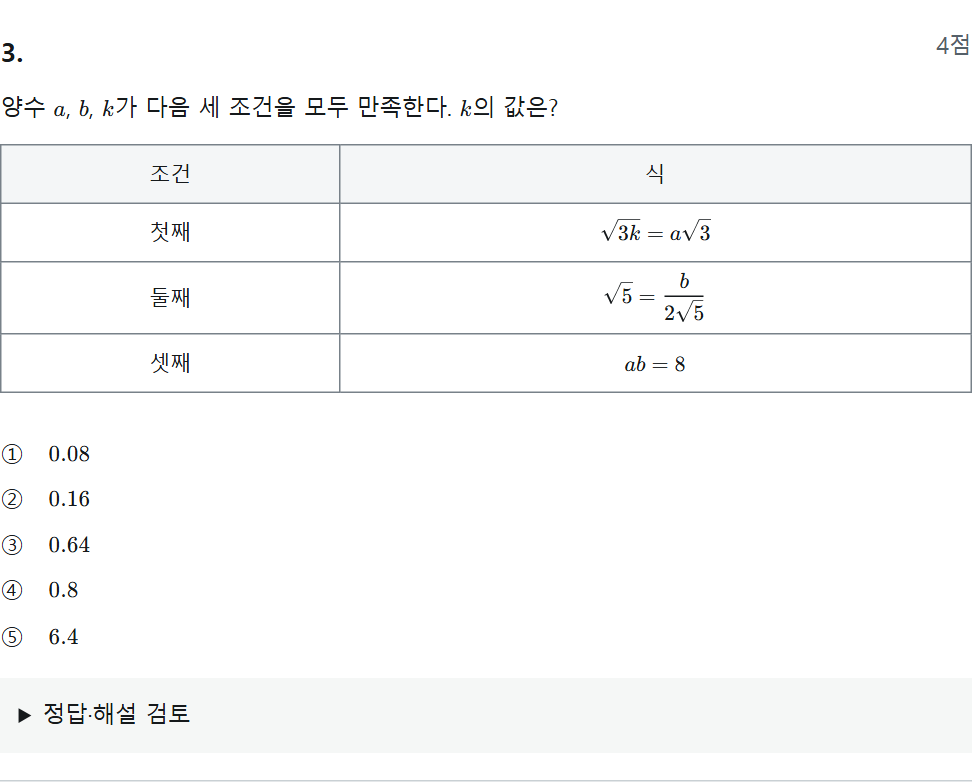 4점
3.
양수 a, b, k가 다음 세 조건을 모두 만족한다. k의 값은?
조건 식
첫째 √3k = a√3
둘째 √5 = b/2√5
셋째 ab = 8
① 0.08
② 0.16
③ 0.64
④ 0.8
⑤ 6.4
▶ 정답·해설 검토